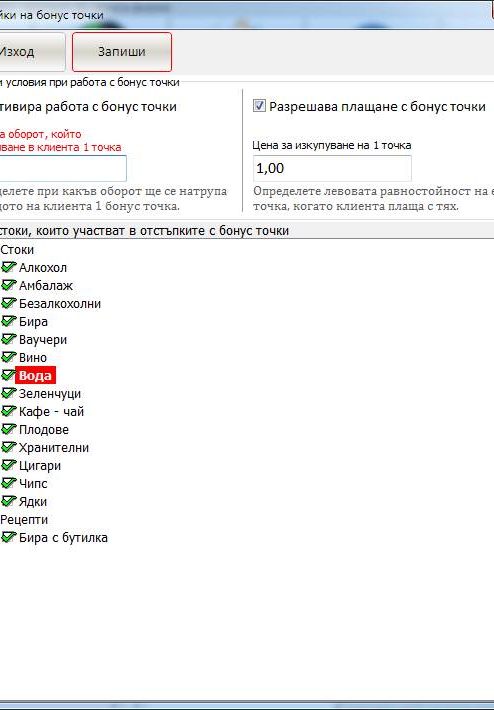 йки на бонус точки
Изход
Запиши
и условия при работа с бонус точки
тивира работа с бонус точки
Разрешава плащане с бонус точки
а оборот, който
ване в клиента 1 точка
Цена за изкупуване на 1 точка
1,00
делете при какъв оборот ще се натрупа
дото на клиента 1 бонус точка.
Определете левовата равностойност на е
точка, когато клиента плаща с тях.
стоки, които участват в отстъпките с бонус точки
Стоки
Алкохол
Амбалаж
Безалкохолни
Бира
Ваучери
Вино
Вода
Зеленчуци
Кафе - чай
Плодове
Хранителни
Цигари
Чипс
Ядки
Рецепти
Бира с бутилка